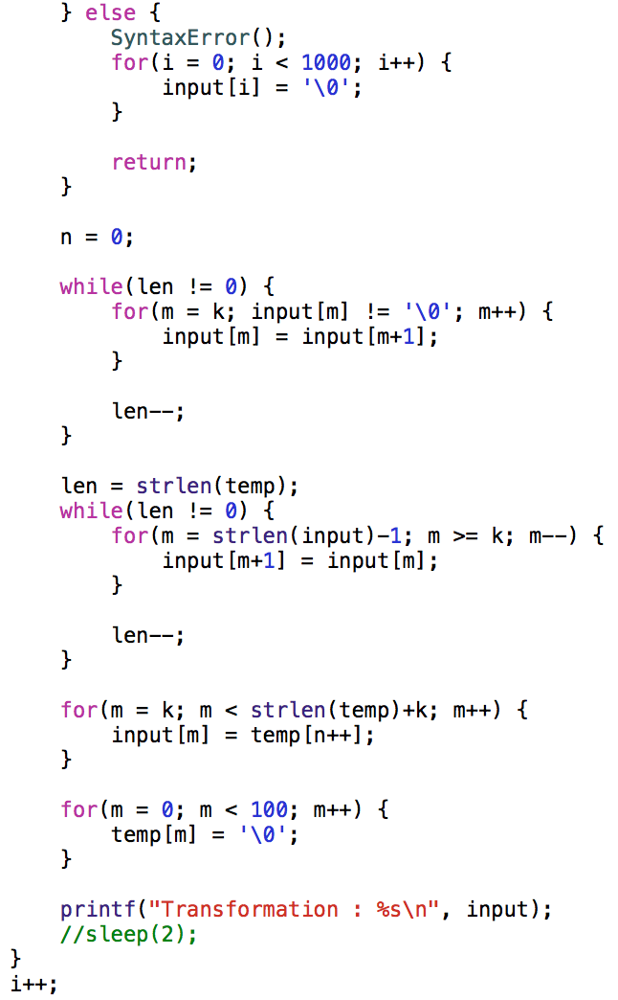 } else {
        SyntaxError();
        for(i = 0; i < 1000; i++) {
            input[i] = '\0';
        }

        return;
    }

    n = 0;

    while(len != 0) {
        for(m = k; input[m] != '\0'; m++) {
            input[m] = input[m+1];
        }

        len--;
    }

    len = strlen(temp);
    while(len != 0) {
        for(m = strlen(input)-1; m >= k; m--) {
            input[m+1] = input[m];
        }

        len--;
    }

    for(m = k; m < strlen(temp)+k; m++) {
        input[m] = temp[n++];
    }

    for(m = 0; m < 100; m++) {
        temp[m] = '\0';
    }

    printf("Transformation : %s\n", input);
    //sleep(2);
}
i++;